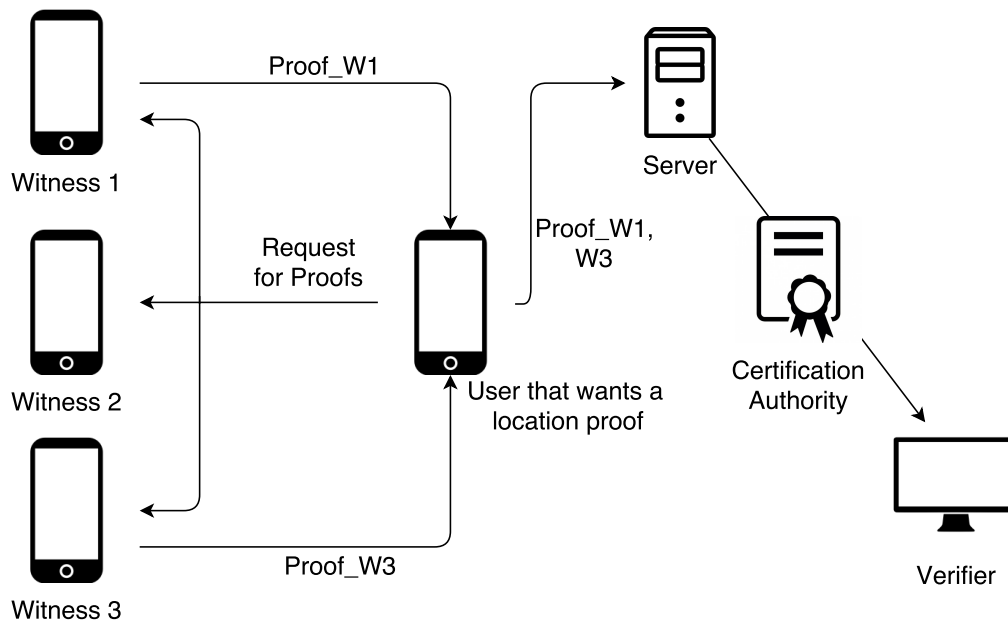 Proof_W1
Server
Witness 1
Proof_W1,
W3
Request
for Proofs
Certification
Authority
Witness 2
User that wants a
location proof
Proof_W3
Verifier
Witness 3